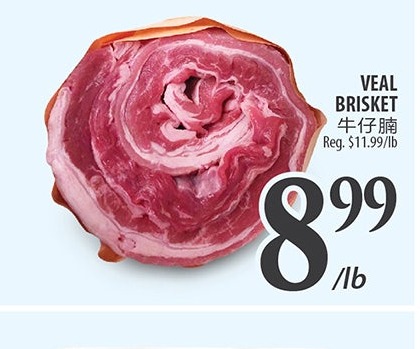 VEAL
BRISKET
牛仔腩
Reg. $11.99/lb
8.99
/lb